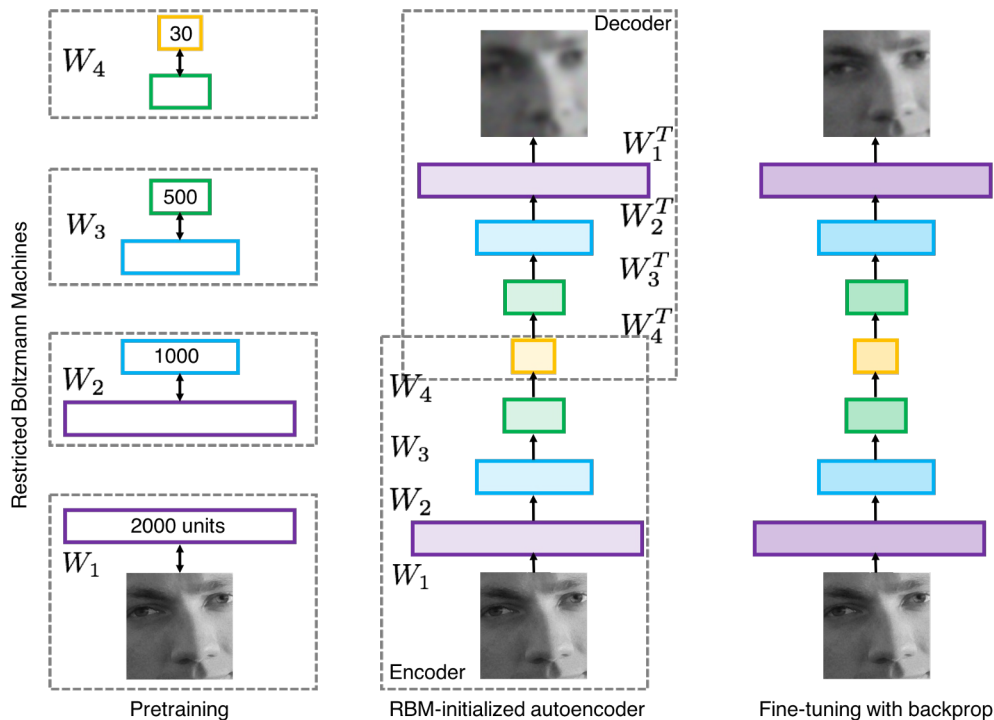 Restricted Boltzmann Machines
30
W₄
500
W₃
1000
W₂
2000 units
W₁
Pretraining
Decoder
W₁ᵀ
W₂ᵀ
W₃ᵀ
W₄ᵀ
W₄
W₃
W₂
W₁
Encoder
RBM-initialized autoencoder
Fine-tuning with backprop